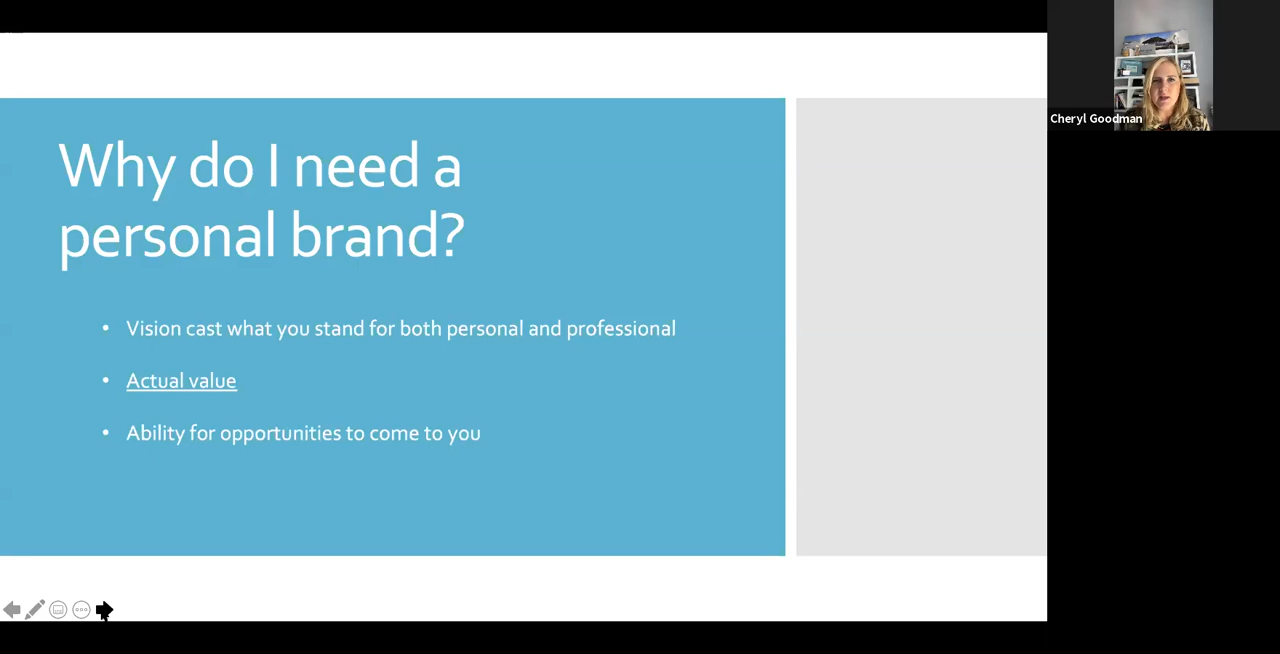 Why do I need a
personal brand?
• Vision cast what you stand for both personal and professional
• Actual value
• Ability for opportunities to come to you
Cheryl Goodman